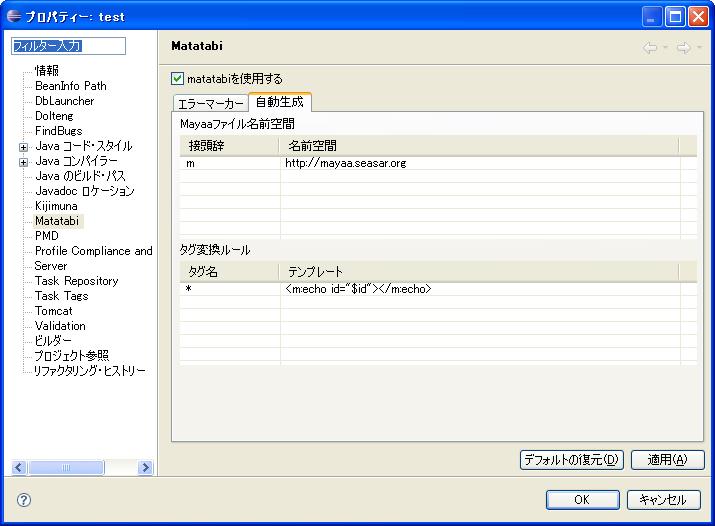 プロパティー: test
フィルター入力
情報
BeanInfo Path
DbLauncher
Dolteng
FindBugs
Java コード・スタイル
Java コンパイラー
Java のビルド・パス
Javadoc ロケーション
Kijimuna
Matatabi
PMD
Profile Compliance and
Server
Task Repository
Task Tags
Tomcat
Validation
ビルダー
プロジェクト参照
リファクタリング・ヒストリー
Matatabi
matatabiを使用する
エラーマーカー 自動生成
Mayaaファイル名前空間
接頭辞 名前空間
m http://mayaa.seasar.org
タグ変換ルール
タグ名 テンプレート
* <m:echo id="$id"></m:echo>
デフォルトの復元(D) 適用(A)
? OK キャンセル